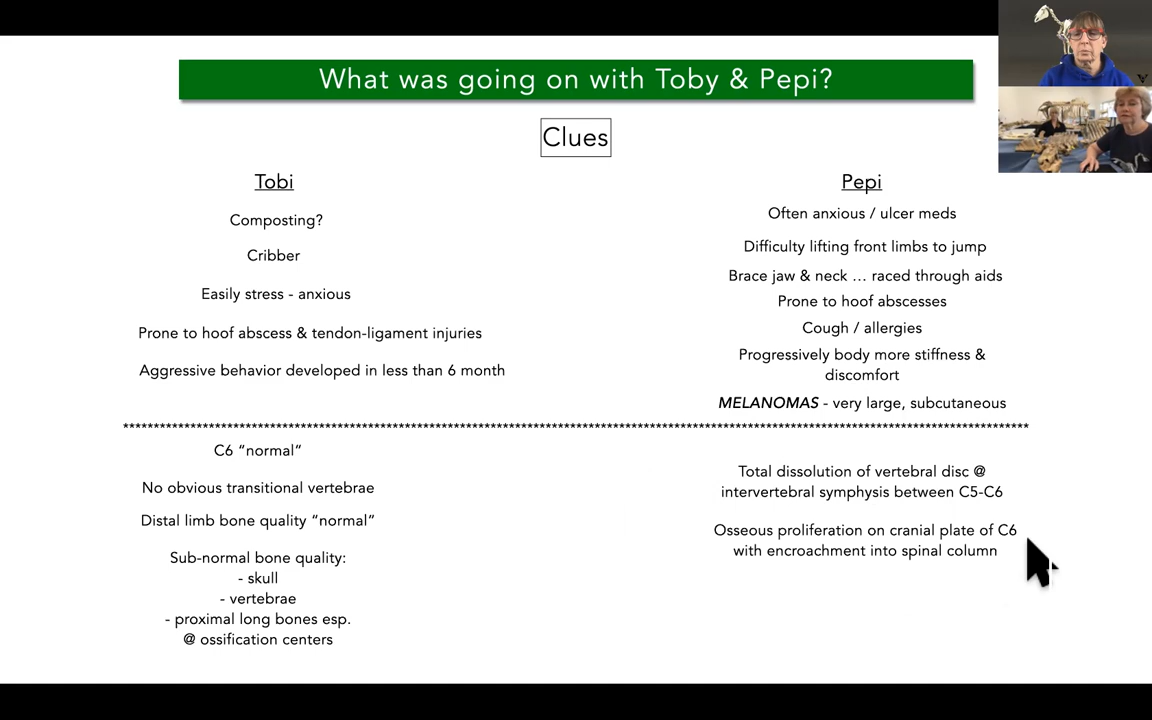 What was going on with Toby & Pepi?
Clues
Tobi
Composting?
Cribber
Easily stress - anxious
Prone to hoof abscess & tendon-ligament injuries
Aggressive behavior developed in less than 6 month
Pepi
Often anxious / ulcer meds
Difficulty lifting front limbs to jump
Brace jaw & neck … raced through aids
Prone to hoof abscesses
Cough / allergies
Progressively body more stiffness &
discomfort
MELANOMAS - very large, subcutaneous
******************************************************************************************************************************************************
C6 “normal”
No obvious transitional vertebrae
Distal limb bone quality “normal”
Sub-normal bone quality:
- skull
- vertebrae
- proximal long bones esp.
@ ossification centers
Total dissolution of vertebral disc @
intervertebral symphysis between C5-C6
Osseous proliferation on cranial plate of C6
with encroachment into spinal column